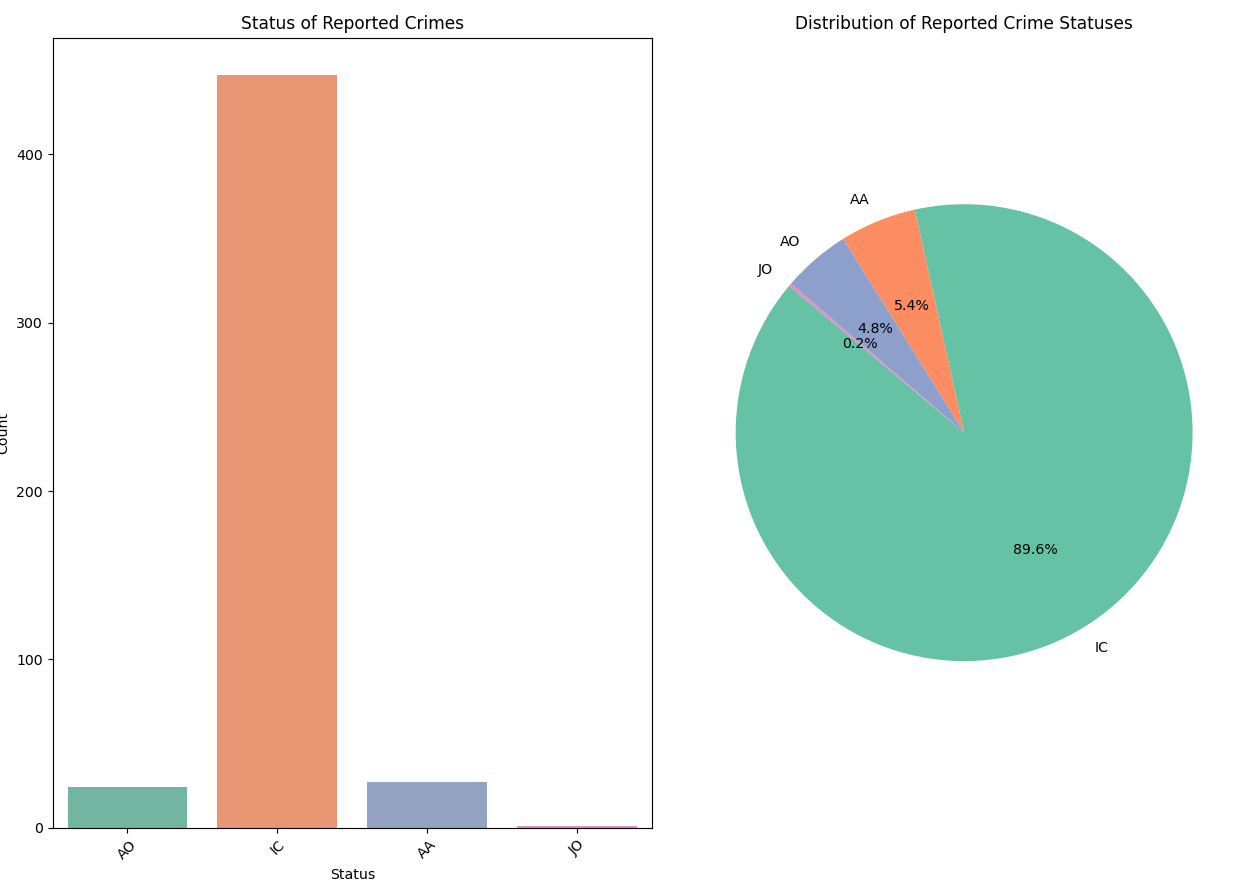 Status of Reported Crimes
400
300
200
100
0
Count
AO
IC
AA
JO
Status
Distribution of Reported Crime Statuses
AA
AO
JO
IC
5.4%
4.8%
0.2%
89.6%